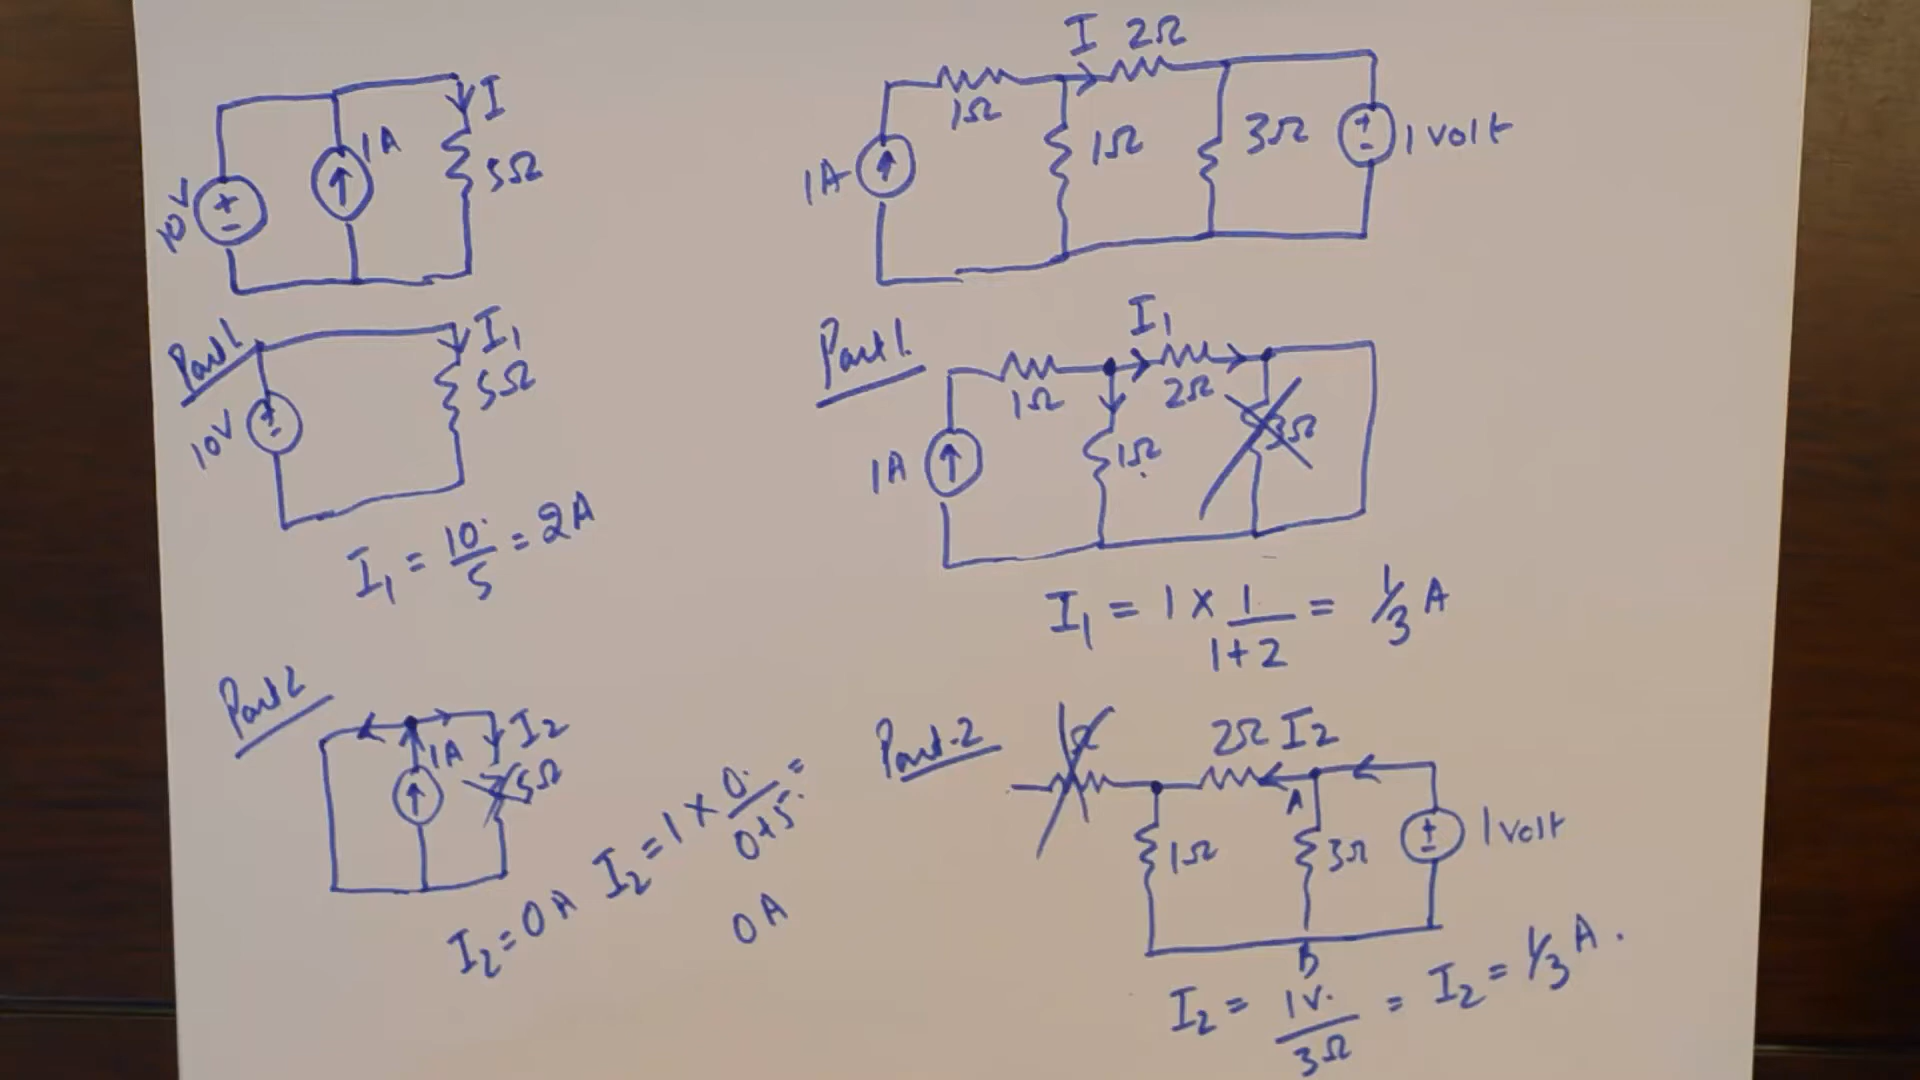 I
1A
5Ω
10V
+
-
Part 1
I₁
5Ω
10V
+
-
I₁ = 10/5 = 2A
Part 2
I₂
1A
5Ω
I₂ = 0A
I₂ = 1 × 0/0+5 =
0A
I 2Ω
1Ω
1A
1Ω
3Ω
+
-
1 volt
Part 1.
I₁
1Ω
2Ω
1A
1Ω
3Ω
I₁ = 1 × 1/1+2 = 1/3 A
Part-2
2Ω I₂
A
1Ω
3Ω
+
-
1 volt
B
I₂ = 1V/3Ω = I₂ = 1/3 A.